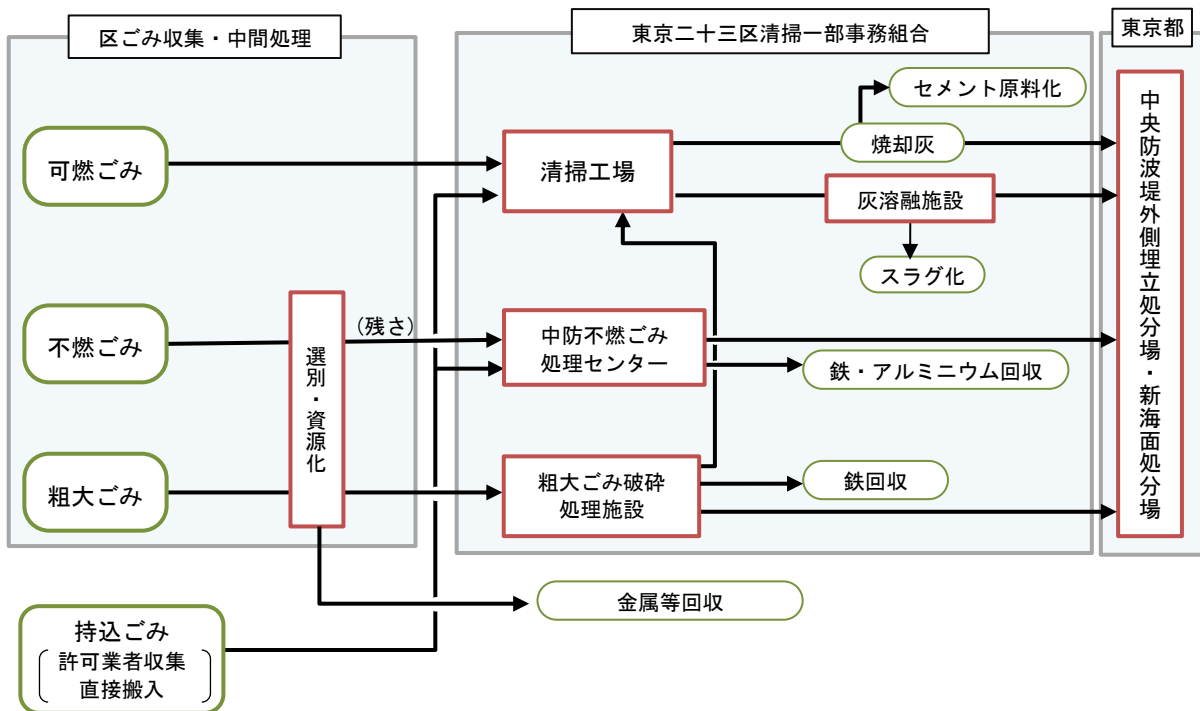 区ごみ収集・中間処理
東京二十三区清掃一部事務組合
東京都
可燃ごみ
不燃ごみ
粗大ごみ
選別・資源化
(残さ)
持込ごみ
許可業者収集
直接搬入
清掃工場
中防不燃ごみ
処理センター
粗大ごみ破砕
処理施設
セメント原料化
焼却灰
灰溶融施設
スラグ化
鉄・アルミニウム回収
鉄回収
金属等回収
中央防波堤外側埋立処分場・新海面処分場